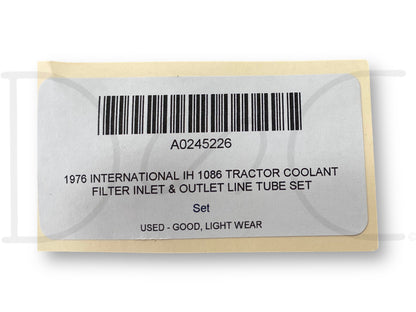 A0245226
1976 INTERNATIONAL IH 1086 TRACTOR COOLANT
FILTER INLET & OUTLET LINE TUBE SET
Set
USED - GOOD, LIGHT WEAR